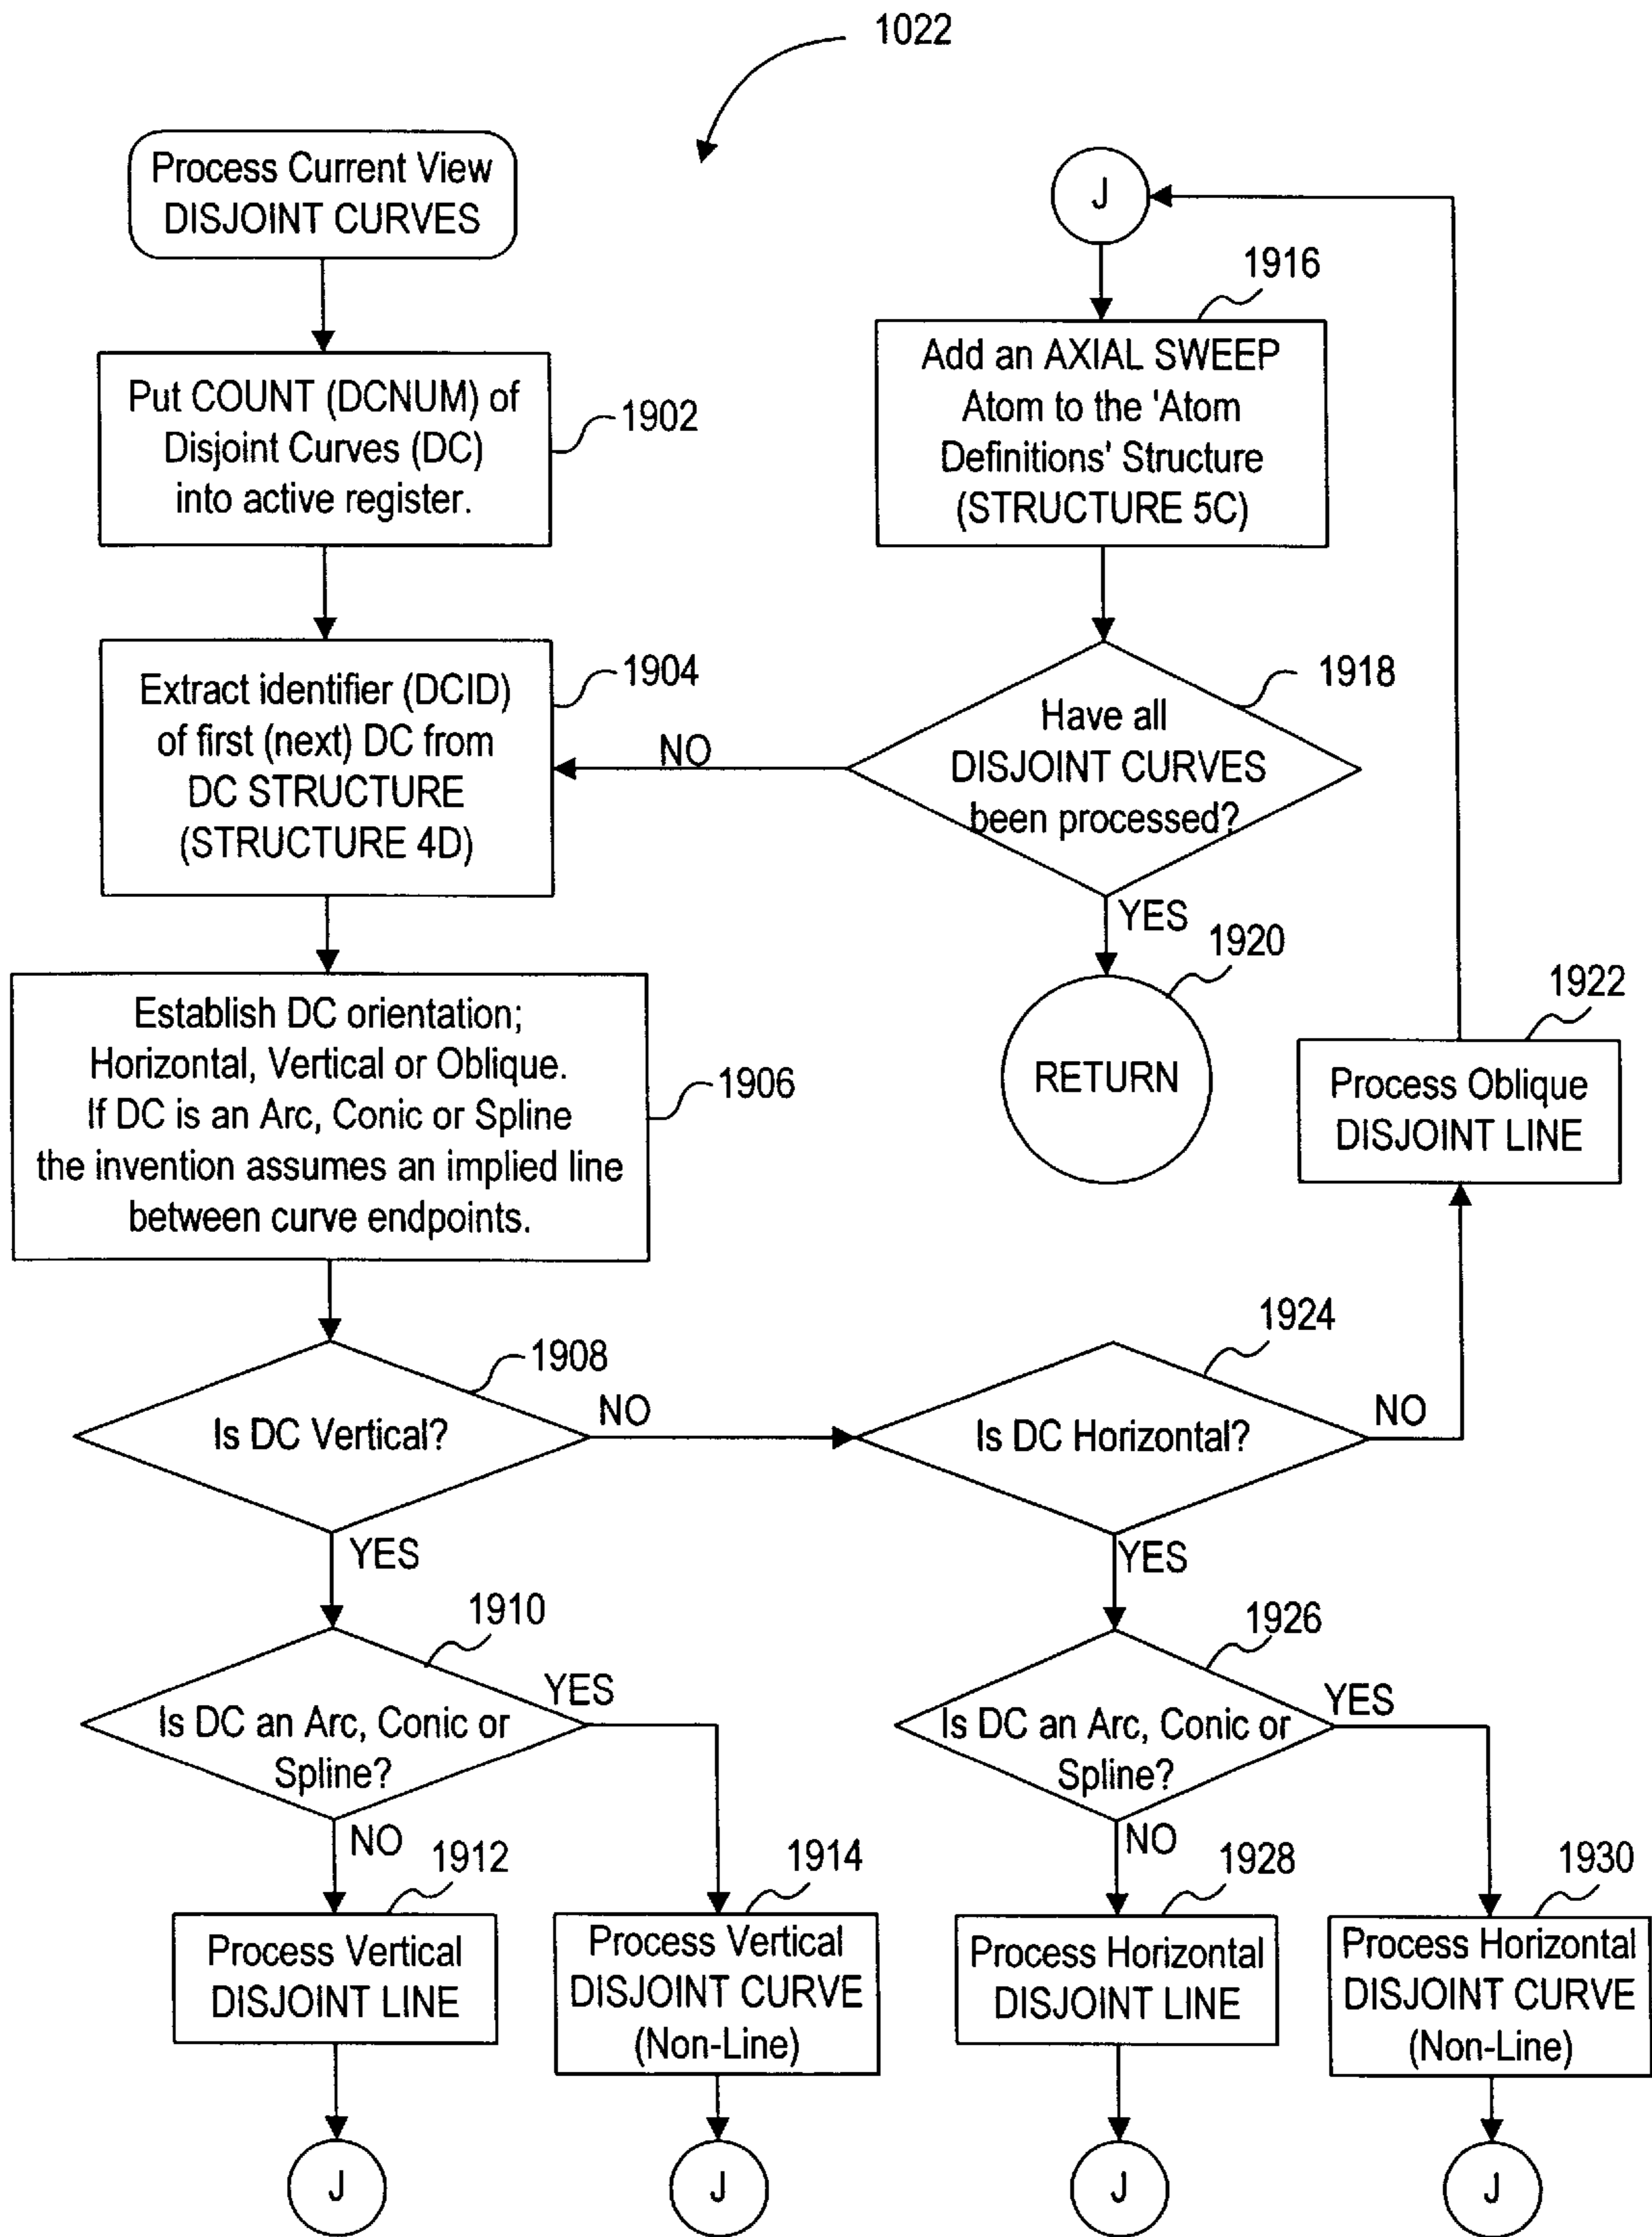 1022
Process Current View
DISJOINT CURVES
Put COUNT (DCNUM) of
Disjoint Curves (DC)
into active register.
1902
Extract identifier (DCID)
of first (next) DC from
DC STRUCTURE
(STRUCTURE 4D)
1904
Establish DC orientation;
Horizontal, Vertical or Oblique.
If DC is an Arc, Conic or Spline
the invention assumes an implied line
between curve endpoints.
1906
J
1916
Add an AXIAL SWEEP
Atom to the 'Atom
Definitions' Structure
(STRUCTURE 5C)
1918
Have all
DISJOINT CURVES
been processed?
NO
YES
1920
RETURN
1922
Process Oblique
DISJOINT LINE
1908
Is DC Vertical?
NO
YES
1924
Is DC Horizontal?
NO
YES
1910
Is DC an Arc, Conic or
Spline?
YES
NO
1926
Is DC an Arc, Conic or
Spline?
YES
NO
1912
Process Vertical
DISJOINT LINE
1914
Process Vertical
DISJOINT CURVE
(Non-Line)
1928
Process Horizontal
DISJOINT LINE
1930
Process Horizontal
DISJOINT CURVE
(Non-Line)
J
J
J
J